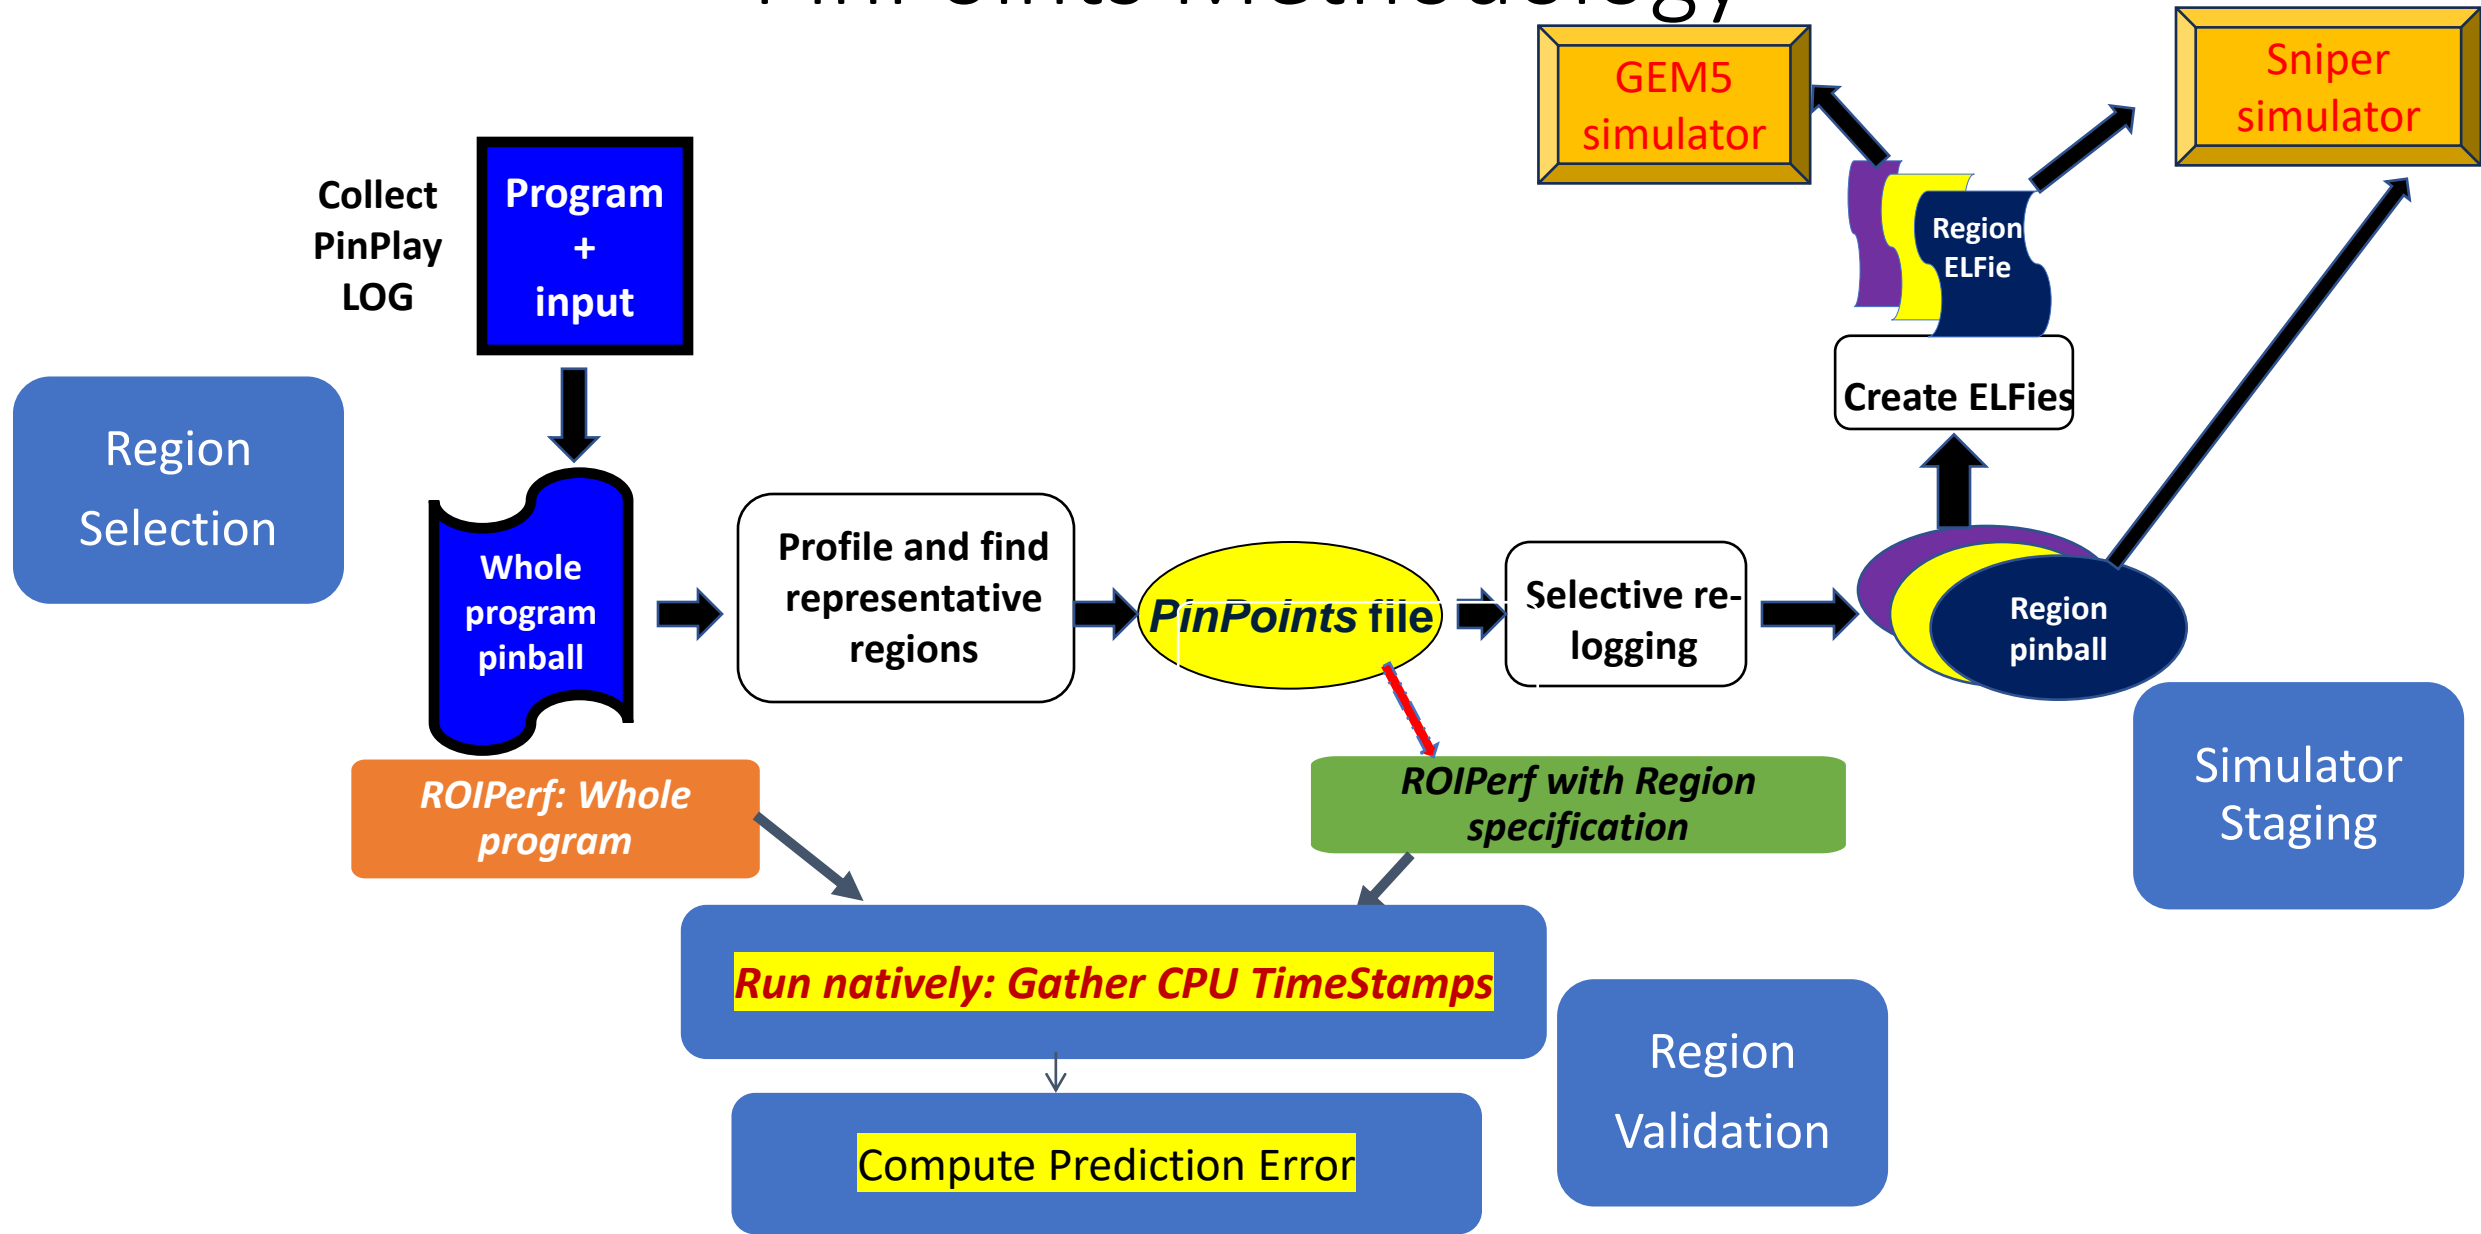 PinPoints Methodology
GEM5
simulator
Sniper
simulator
Collect
PinPlay
LOG
Program
+
input
Region
ELFie
Create ELFies
Region
Selection
Whole
program
pinball
Profile and find
representative
regions
PinPoints file
Selective re-
logging
Region
pinball
Simulator
Staging
ROIPerf: Whole
program
ROIPerf with Region
specification
Run natively: Gather CPU TimeStamps
Region
Validation
Compute Prediction Error